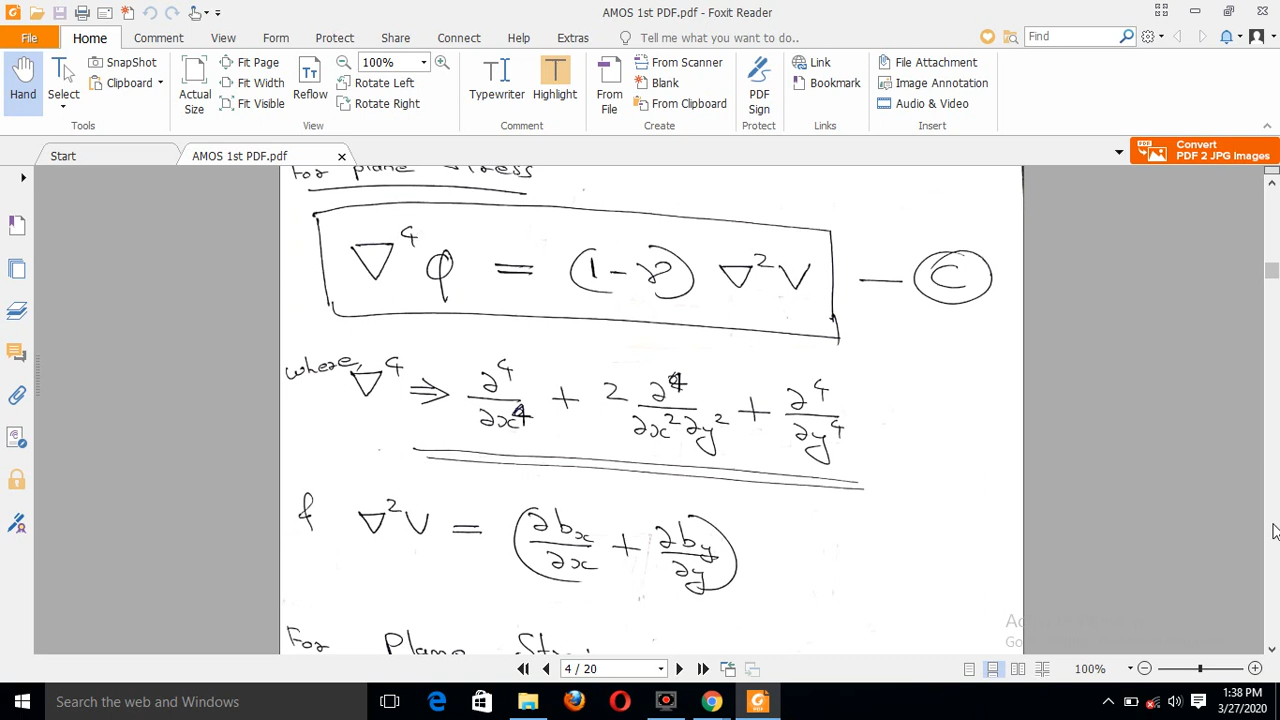 AMOS 1st PDF.pdf - Foxit Reader
File Home Comment View Form Protect Share Connect Help Extras Tell me what you want to do.. Find
Hand Select SnapShot Clipboard Actual Size Fit Page Fit Width Fit Visible Reflow 100% Rotate Left Rotate Right Typewriter Highlight From File From Scanner Blank From Clipboard PDF Sign Link Bookmark File Attachment Image Annotation Audio & Video
Tools View Comment Create Protect Links Insert
Start AMOS 1st PDF.pdf Convert PDF 2 JPG Images
For plane stress
∇⁴φ = (1-γ) ∇²V — C
where, ∇⁴ ⇒ ∂⁴/∂x⁴ + 2 ∂⁴/∂x²∂y² + ∂⁴/∂y⁴
& ∇²V = (∂bx/∂x + ∂by/∂y)
For Plane
4 / 20 100%
Search the web and Windows 1:38 PM
3/27/2020